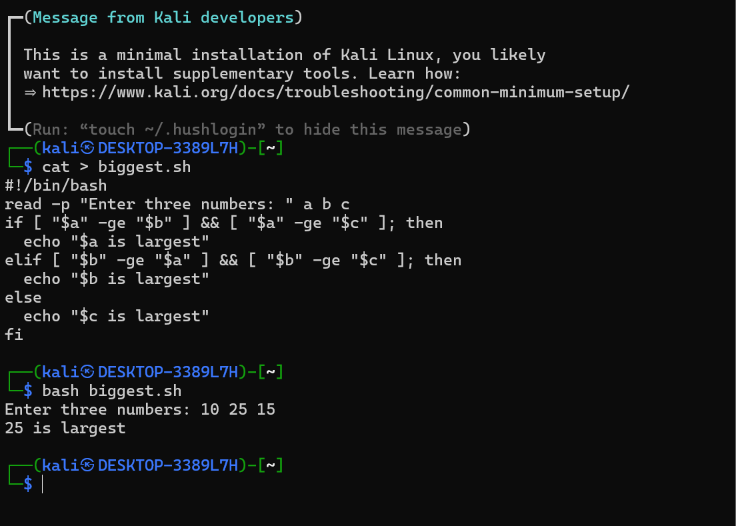 (Message from Kali developers)
This is a minimal installation of Kali Linux, you likely
want to install supplementary tools. Learn how:
⇒ https://www.kali.org/docs/troubleshooting/common-minimum-setup/
(Run: “touch ~/.hushlogin” to hide this message)
┌──(kali㉿DESKTOP-3389L7H)-[~]
└─$ cat > biggest.sh
#!/bin/bash
read -p "Enter three numbers: " a b c
if [ "$a" -ge "$b" ] && [ "$a" -ge "$c" ]; then
  echo "$a is largest"
elif [ "$b" -ge "$a" ] && [ "$b" -ge "$c" ]; then
  echo "$b is largest"
else
  echo "$c is largest"
fi
┌──(kali㉿DESKTOP-3389L7H)-[~]
└─$ bash biggest.sh
Enter three numbers: 10 25 15
25 is largest
┌──(kali㉿DESKTOP-3389L7H)-[~]
└─$